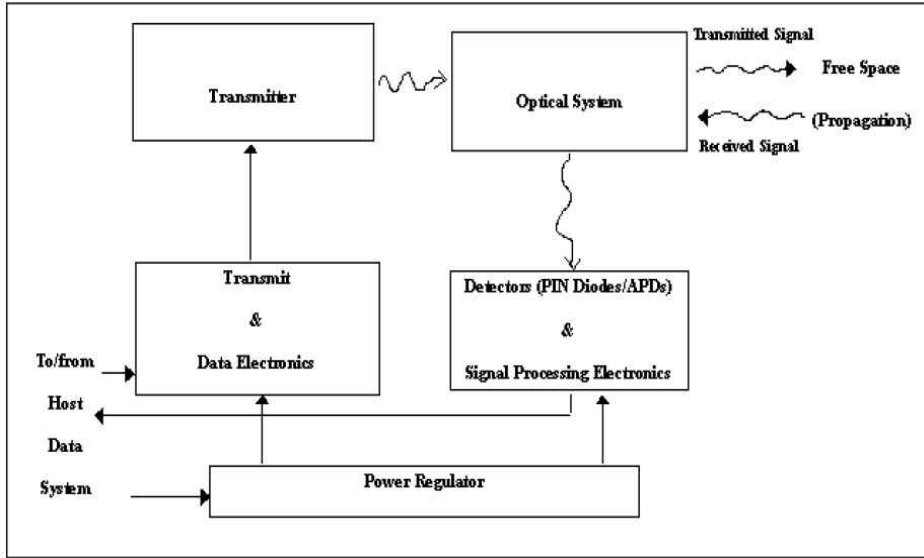 Transmitter
Optical System
Transmitted Signal
Free Space
(Propagation)
Received Signal
Transmit
&
Data Electronics
Detectors (PIN Diodes/APDs)
&
Signal Processing Electronics
To/from
Host
Data
System
Power Regulator